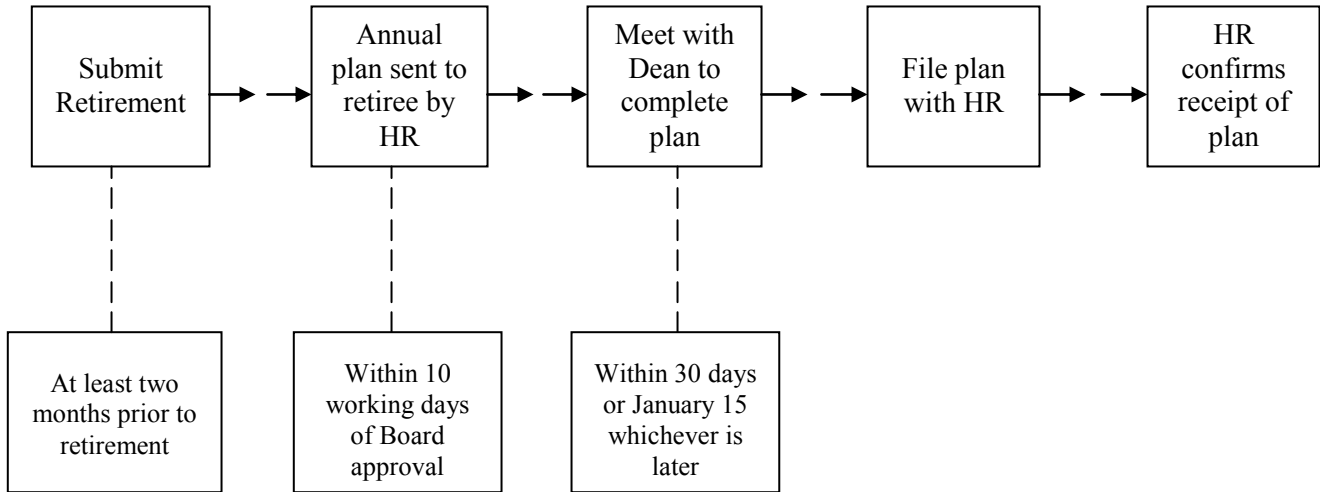 Submit
Retirement
Annual
plan sent to
retiree by
HR
Meet with
Dean to
complete
plan
File plan
with HR
HR
confirms
receipt of
plan
At least two
months prior to
retirement
Within 10
working days
of Board
approval
Within 30 days
or January 15
whichever is
later